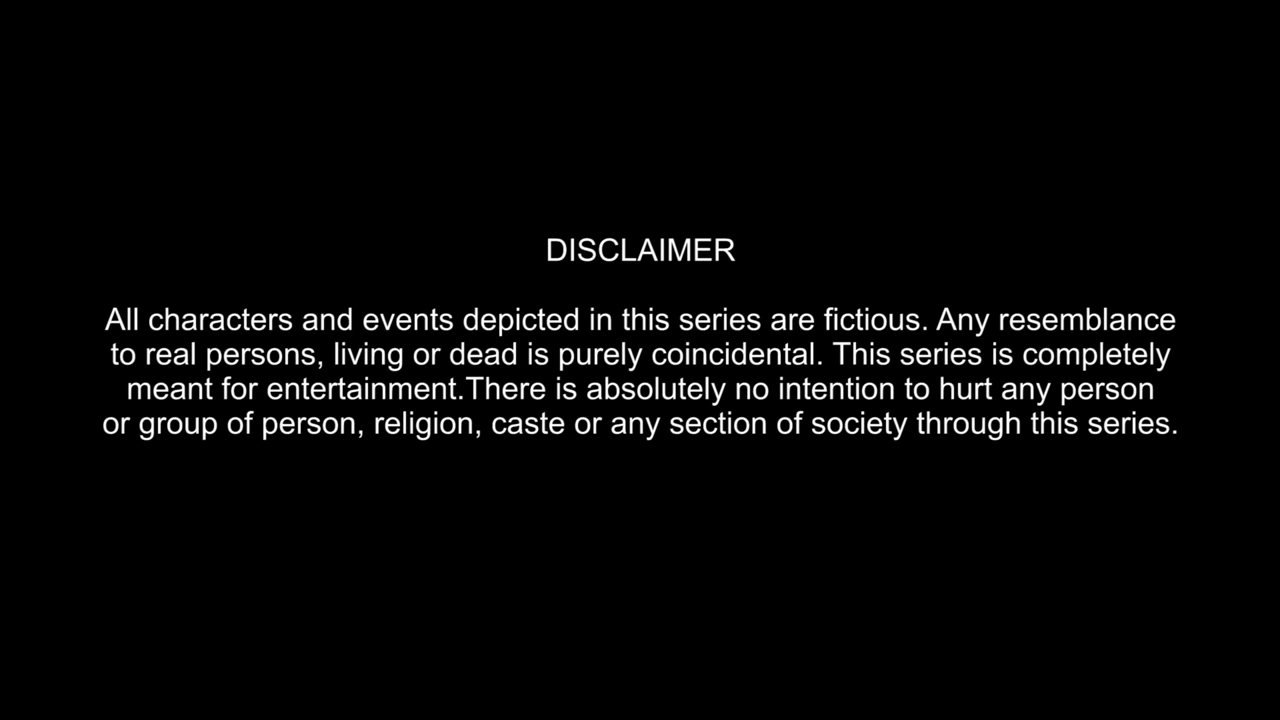 DISCLAIMER
All characters and events depicted in this series are fictious. Any resemblance
to real persons, living or dead is purely coincidental. This series is completely
meant for entertainment.There is absolutely no intention to hurt any person
or group of person, religion, caste or any section of society through this series.